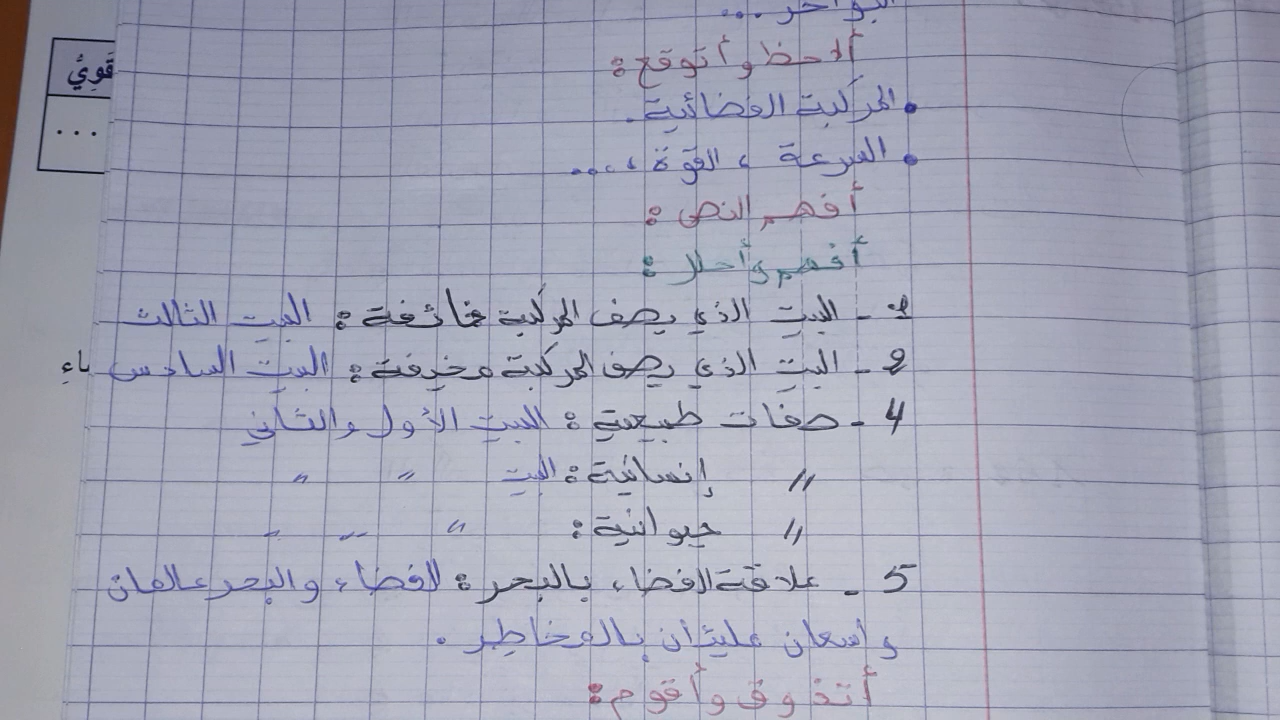 البواخر ...
ألاحظ وأتوقع :
• المركبة الفضائية.
• السرعة ، القوة ، ....
أفهم النص :
أفهم وأحلل :
1 - البيت الذي يصف المركبة خائفة : البيت الثالث
2 - البيت الذي يصف المركبة مخيفة : البيت السادس
4 - صفات طبيعية : البيت الأول والثاني
// إنسانية : البيت " "
// حيوانية : " " "
5 - علاقة الفضاء بالبحر : الفضاء والبحر عالمان
واسعان مليئان بالمخاطر.
أتذوق وأقوم :
...